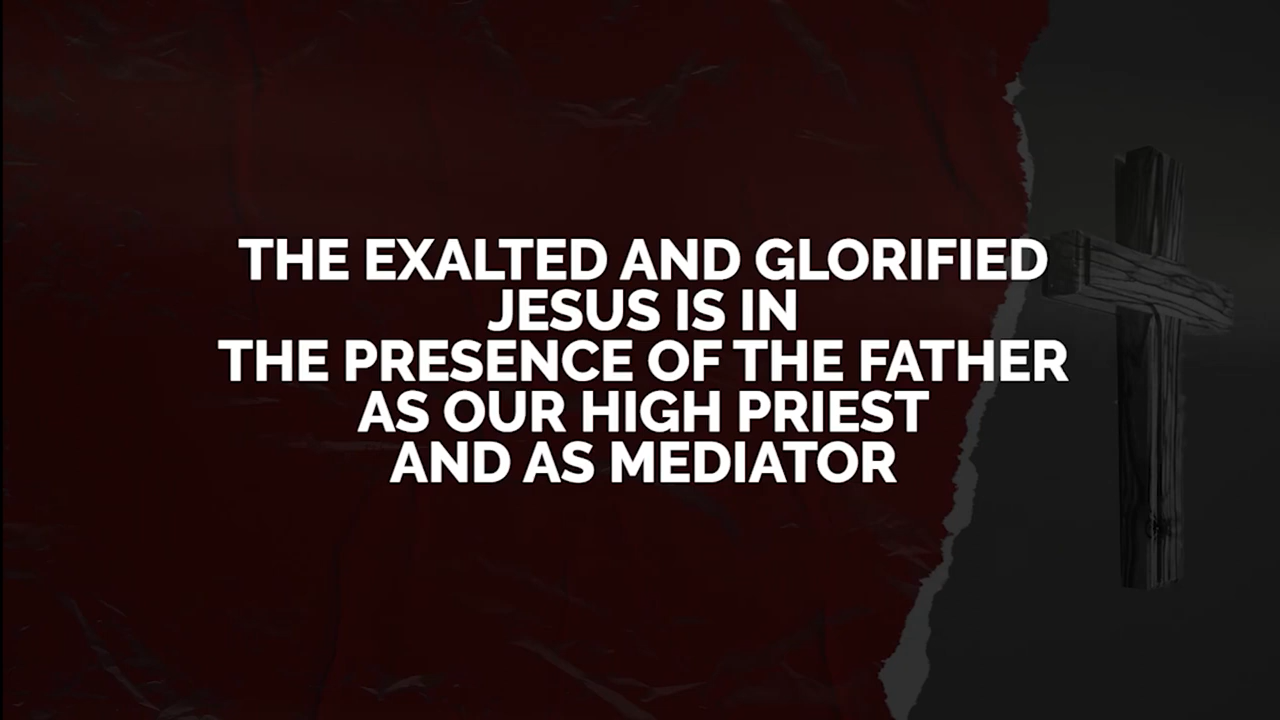 THE EXALTED AND GLORIFIED
JESUS IS IN
THE PRESENCE OF THE FATHER
AS OUR HIGH PRIEST
AND AS MEDIATOR